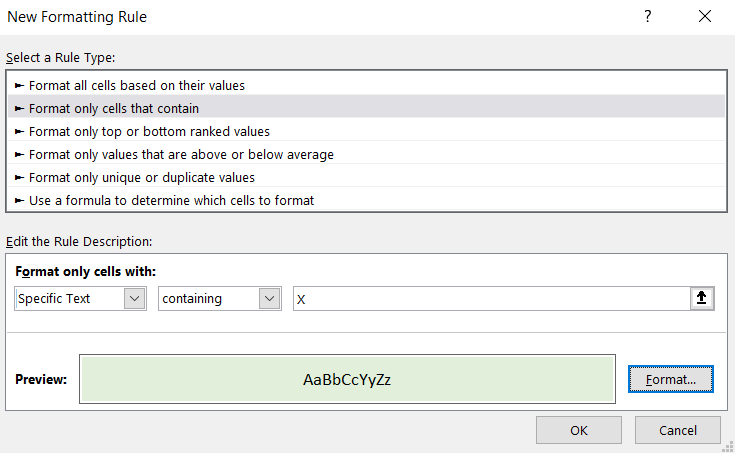 New Formatting Rule ?
Select a Rule Type:
► Format all cells based on their values
► Format only cells that contain
► Format only top or bottom ranked values
► Format only values that are above or below average
► Format only unique or duplicate values
► Use a formula to determine which cells to format
Edit the Rule Description:
Format only cells with:
Specific Text containing x
Preview: AaBbCcYyZz Format...
OK Cancel